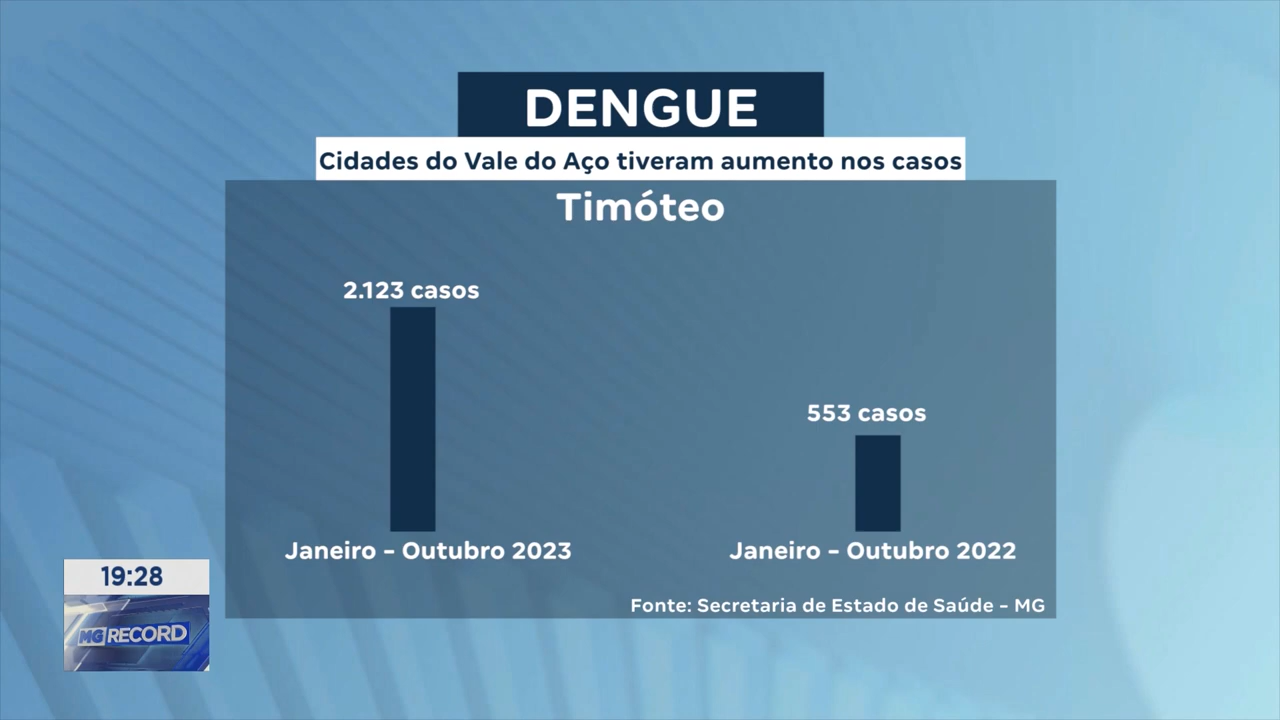 DENGUE
Cidades do Vale do Aço tiveram aumento nos casos
Timóteo
2.123 casos
553 casos
Janeiro - Outubro 2023
Janeiro - Outubro 2022
Fonte: Secretaria de Estado de Saúde - MG
19:28
MG RECORD